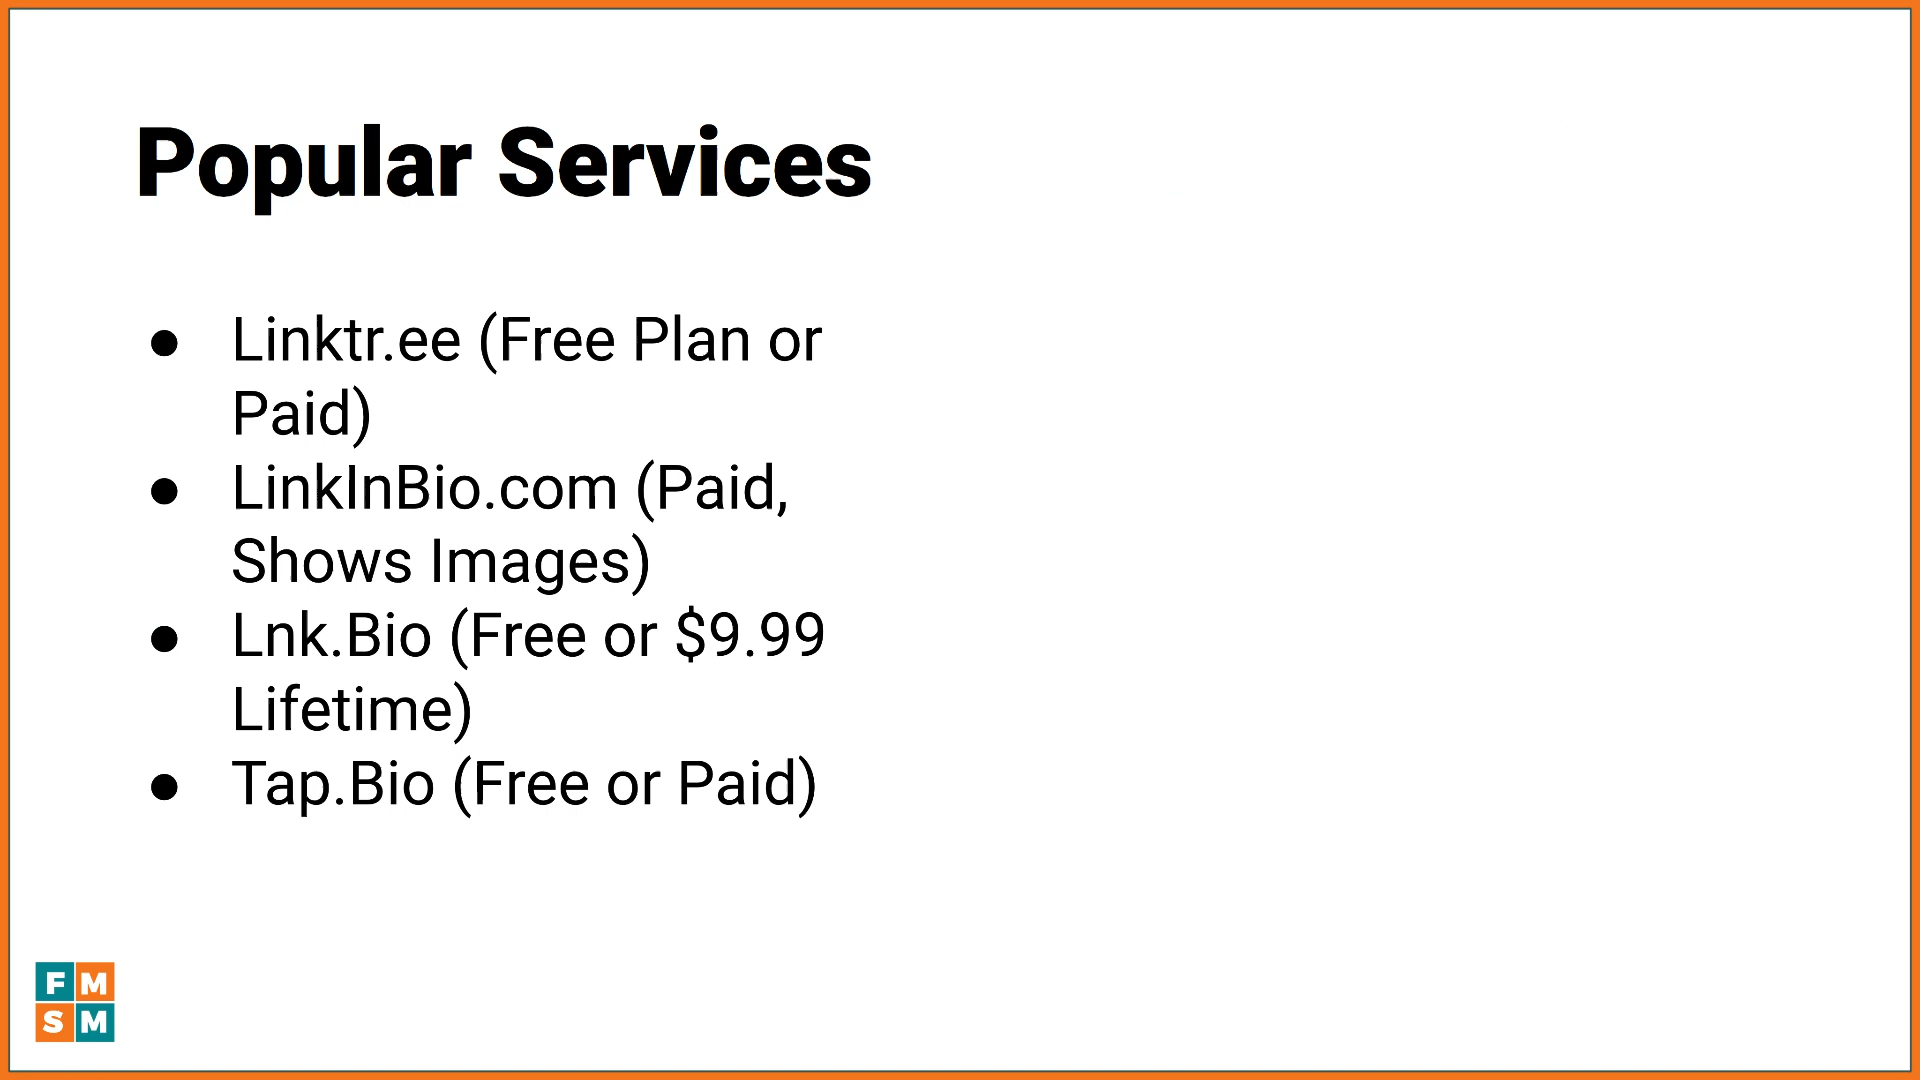 Popular Services
● Linktr.ee (Free Plan or
Paid)
● LinkInBio.com (Paid,
Shows Images)
● Lnk.Bio (Free or $9.99
Lifetime)
● Tap.Bio (Free or Paid)
F M
S M